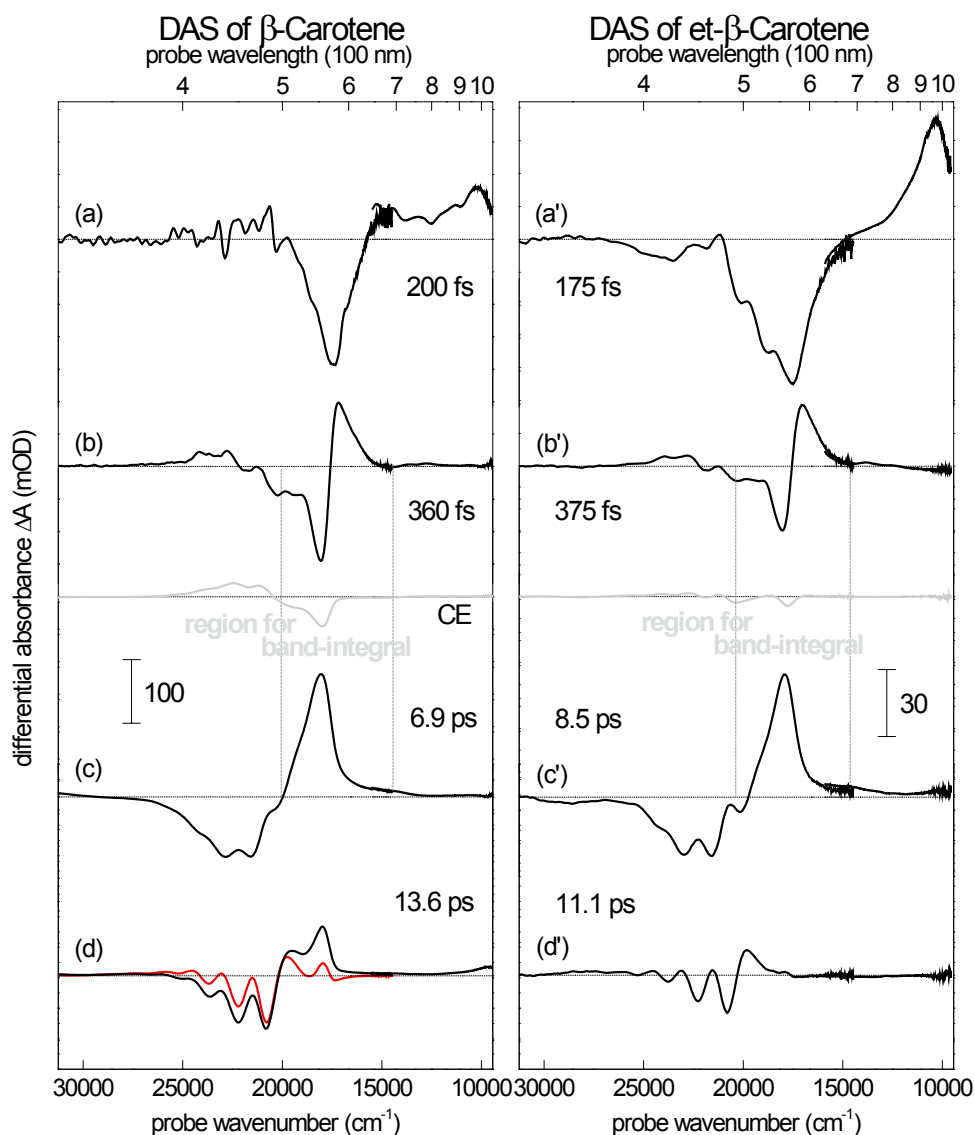 DAS of β-Carotene
probe wavelength (100 nm)
4 5 6 7 8 9 10
(a)
200 fs
(b)
360 fs
CE
region for
band-integral
100
6.9 ps
(c)
13.6 ps
(d)
30000 25000 20000 15000 10000
probe wavenumber (cm-1)
differential absorbance ΔA (mOD)
DAS of et-β-Carotene
probe wavelength (100 nm)
4 5 6 7 8 9 10
(a')
175 fs
(b')
375 fs
region for
band-integral
30
8.5 ps
(c')
11.1 ps
(d')
30000 25000 20000 15000 10000
probe wavenumber (cm-1)